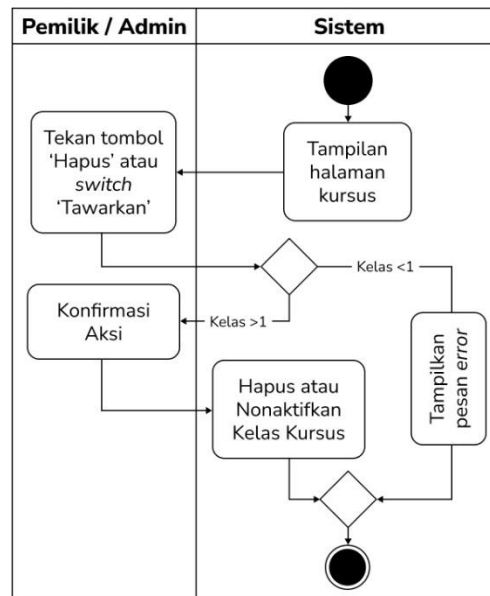 Pemilik / Admin
Sistem
Tekan tombol
‘Hapus’ atau
switch
‘Tawarkan’
Tampilan
halaman
kursus
Kelas <1
Kelas >1
Konfirmasi
Aksi
Hapus atau
Nonaktifkan
Kelas Kursus
Tampilkan
pesan error